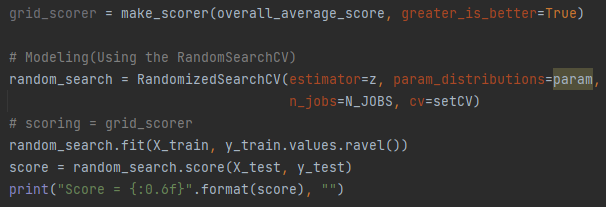 grid_scorer = make_scorer(overall_average_score, greater_is_better=True)
# Modeling(Using the RandomSearchCV)
random_search = RandomizedSearchCV(estimator=z, param_distributions=param,
n_jobs=N_JOBS, cv=setCV)
# scoring = grid_scorer
random_search.fit(X_train, y_train.values.ravel())
score = random_search.score(X_test, y_test)
print("Score = {:0.6f}".format(score), "")